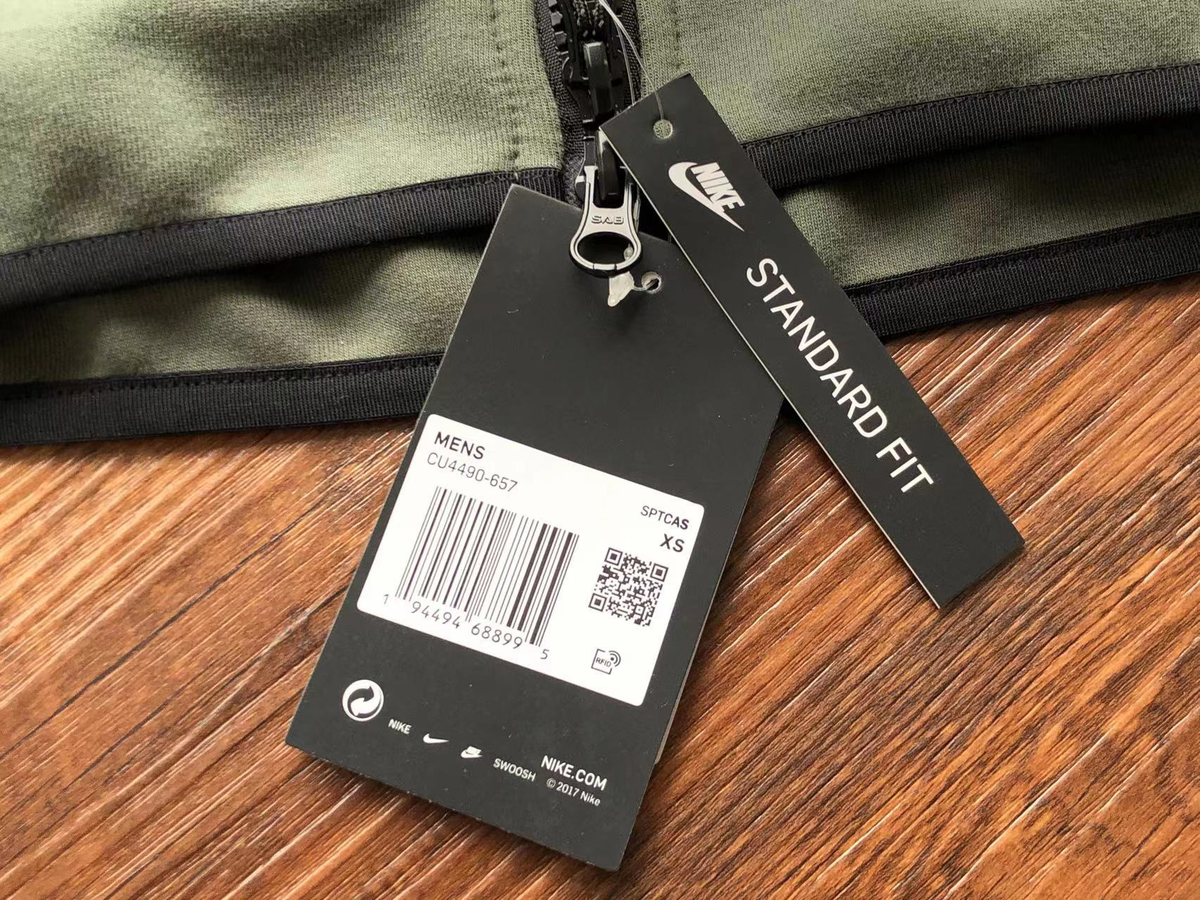 SAB
NIKE
STANDARD FIT
MENS
CU4490-657
SPTCAS
XS
1 94494 68899 5
RFID
NIKE
SWOOSH
NIKE.COM
© 2017 Nike